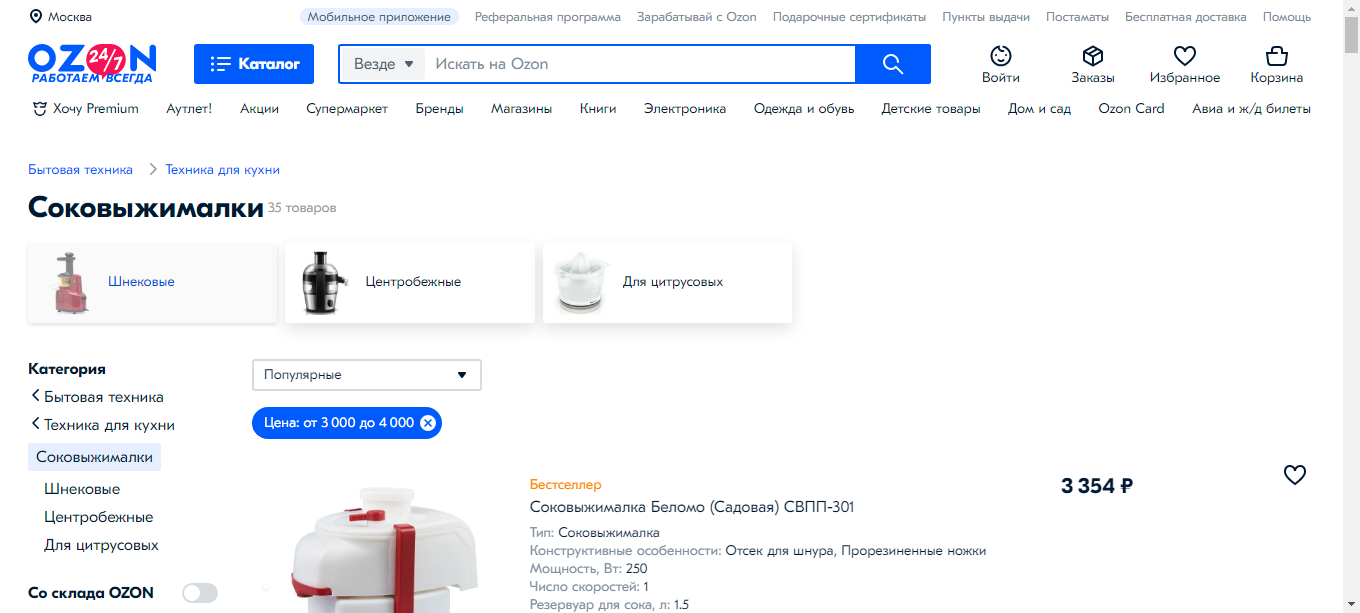 Москва
Мобильное приложение Реферальная программа Зарабатывай с Ozon Подарочные сертификаты Пункты выдачи Постаматы Бесплатная доставка Помощь
OZON 24/7
РАБОТАЕМ ВСЕГДА
Каталог
Везде Искать на Ozon
Войти Заказы Избранное Корзина
Хочу Premium Аутлет! Акции Супермаркет Бренды Магазины Книги Электроника Одежда и обувь Детские товары Дом и сад Ozon Card Авиа и ж/д билеты
Бытовая техника Техника для кухни
Соковыжималки 35 товаров
Шнековые Центробежные Для цитрусовых
Категория
Бытовая техника
Техника для кухни
Соковыжималки
Шнековые
Центробежные
Для цитрусовых
Со склада OZON
Популярные
Цена: от 3 000 до 4 000
Бестселлер
Соковыжималка Беломо (Садовая) СВПП-301
Тип: Соковыжималка
Конструктивные особенности: Отсек для шнура, Прорезиненные ножки
Мощность, Вт: 250
Число скоростей: 1
Резервуар для сока, л: 1.5
3 354 ₽